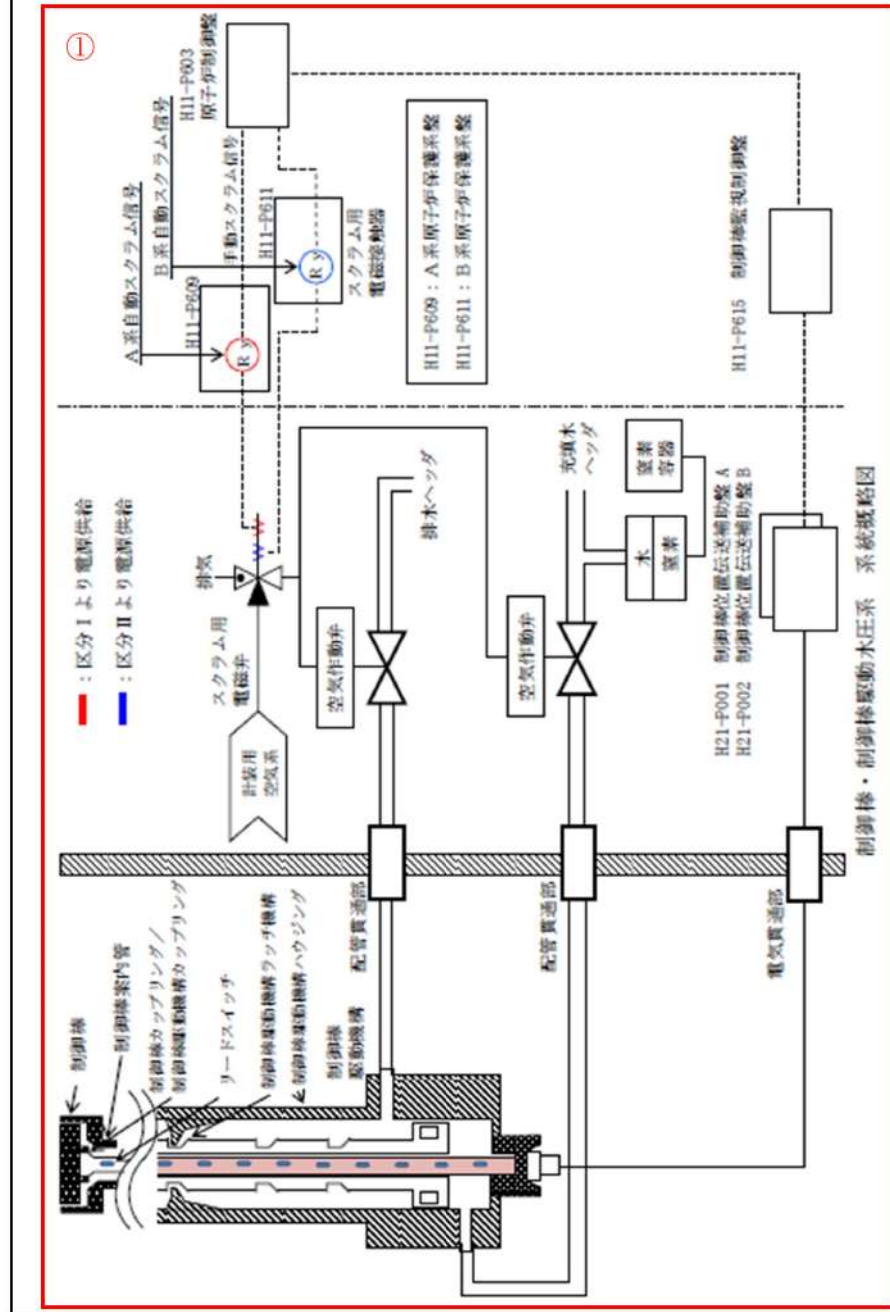 ①
A系自動スクラム信号
B系自動スクラム信号
H11-P603
原子炉制御盤
手動スクラム信号
H11-P609
H11-P611
Ry
Ry
スクラム用
電磁接触器
H11-P609：A系原子炉保護系盤
H11-P611：B系原子炉保護系盤
H11-P615 制御棒監視制御盤
：区分Ⅰより電源供給
：区分Ⅱより電源供給
排気
スクラム用
電磁弁
計装用
空気系
空気作動弁
排水ヘッダ
空気作動弁
充填水
ヘッダ
水
窒素
窒素
容器
H21-P001 制御棒位置伝送補助盤A
H21-P002 制御棒位置伝送補助盤B
制御棒
制御棒案内管
制御棒カップリング/
制御棒駆動機構カップリング
リードスイッチ
制御棒駆動機構ラッチ機構
制御棒駆動機構ハウジング
制御棒
駆動機構
配管貫通部
配管貫通部
電気貫通部
制御棒・制御棒駆動水圧系 系統概略図